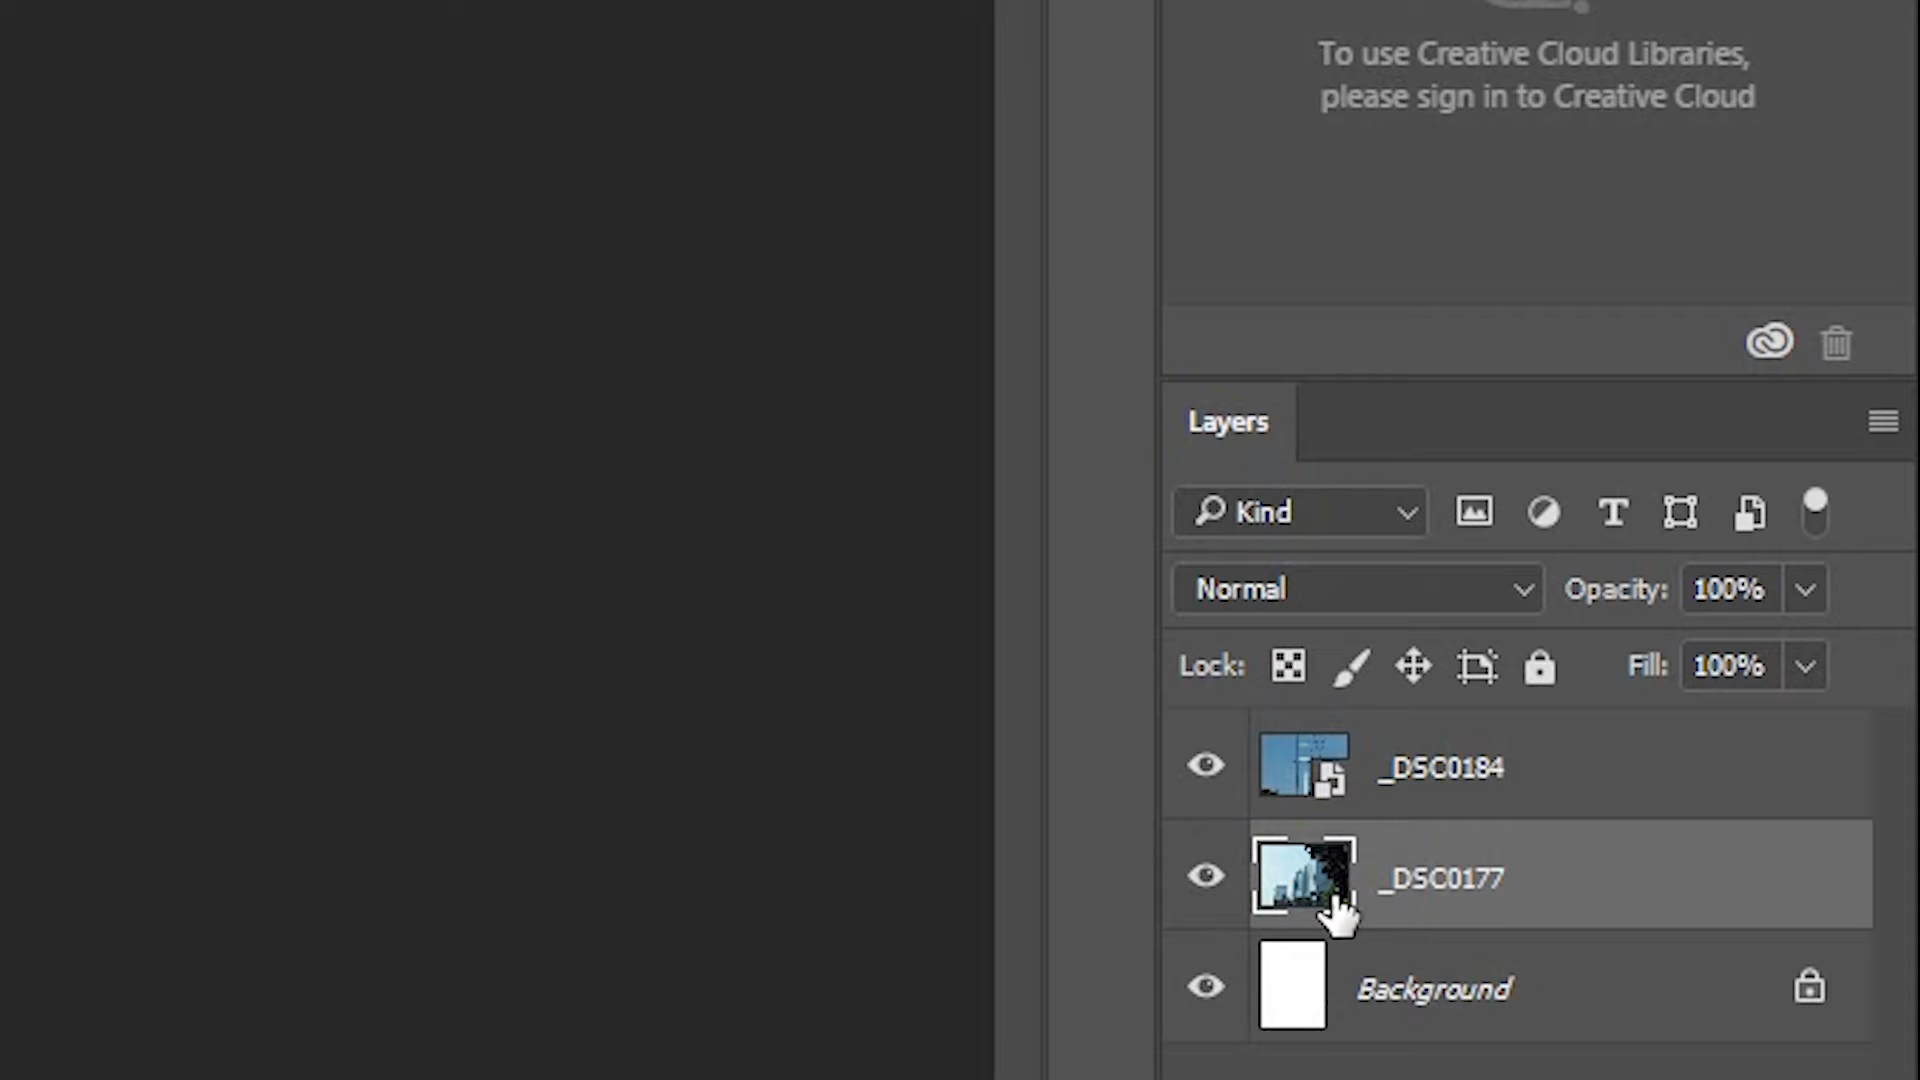 To use Creative Cloud Libraries,
please sign in to Creative Cloud
Layers
Kind
Normal
Opacity: 100%
Lock:
Fill: 100%
_DSC0184
_DSC0177
Background